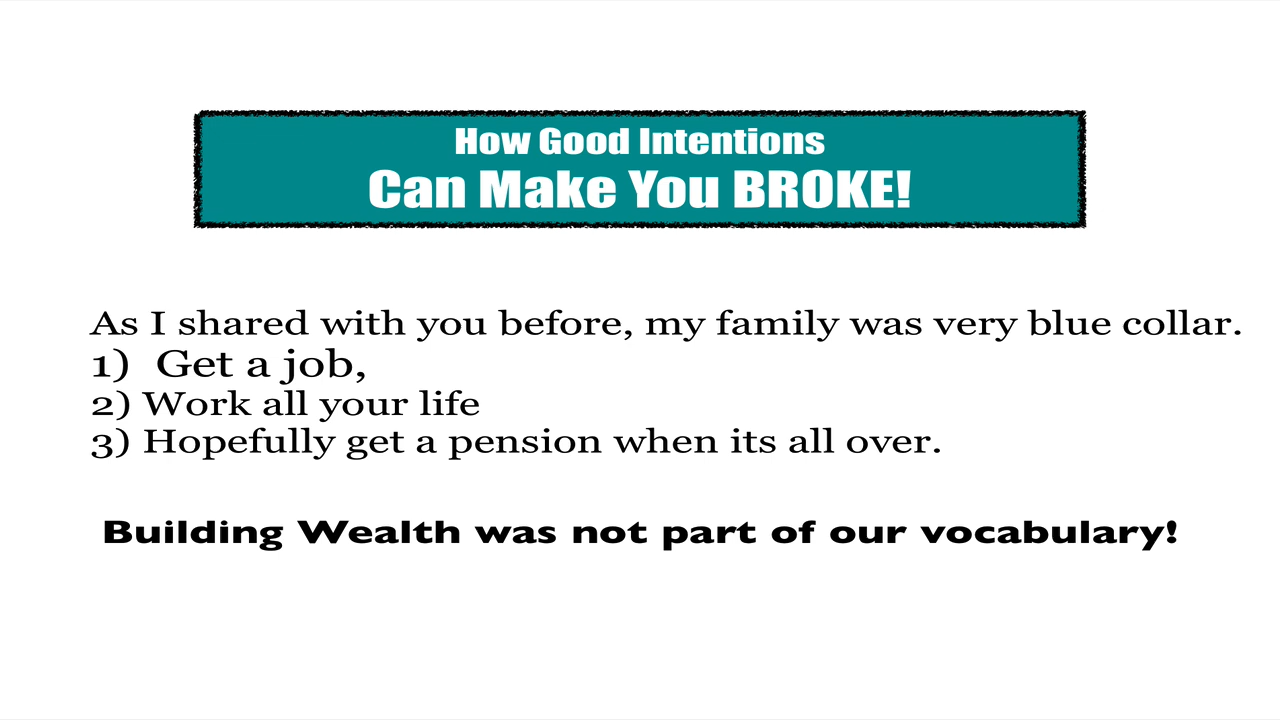 How Good Intentions
Can Make You BROKE!
As I shared with you before, my family was very blue collar.
1) Get a job,
2) Work all your life
3) Hopefully get a pension when its all over.
Building Wealth was not part of our vocabulary!